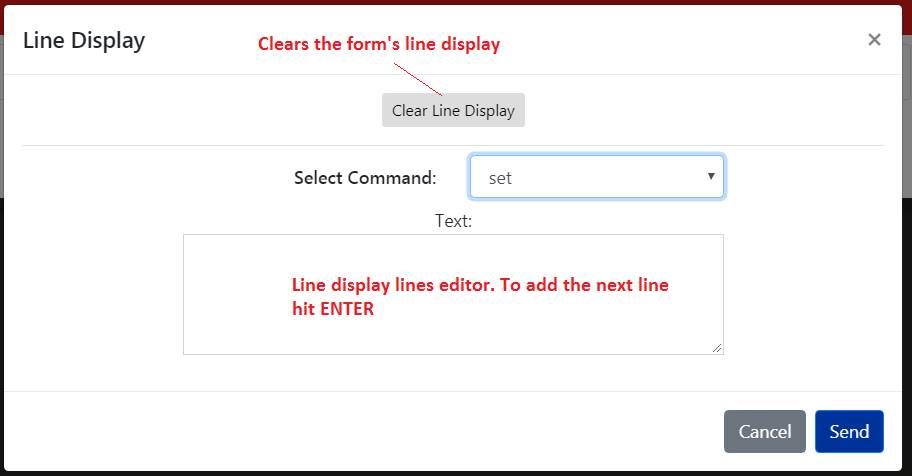 Line Display
Clears the form's line display
×
Clear Line Display
Select Command:
set
Text:
Line display lines editor. To add the next line
hit ENTER
Cancel
Send